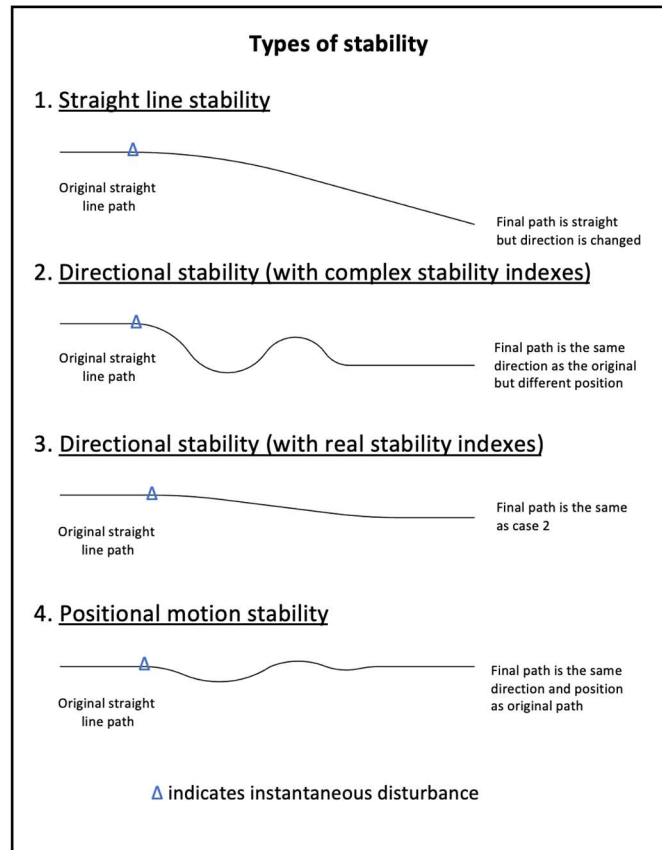 Types of stability
1. Straight line stability
Δ
Original straight
line path
Final path is straight
but direction is changed
2. Directional stability (with complex stability indexes)
Δ
Original straight
line path
Final path is the same
direction as the original
but different position
3. Directional stability (with real stability indexes)
Δ
Original straight
line path
Final path is the same
as case 2
4. Positional motion stability
Δ
Original straight
line path
Final path is the same
direction and position
as original path
Δ indicates instantaneous disturbance